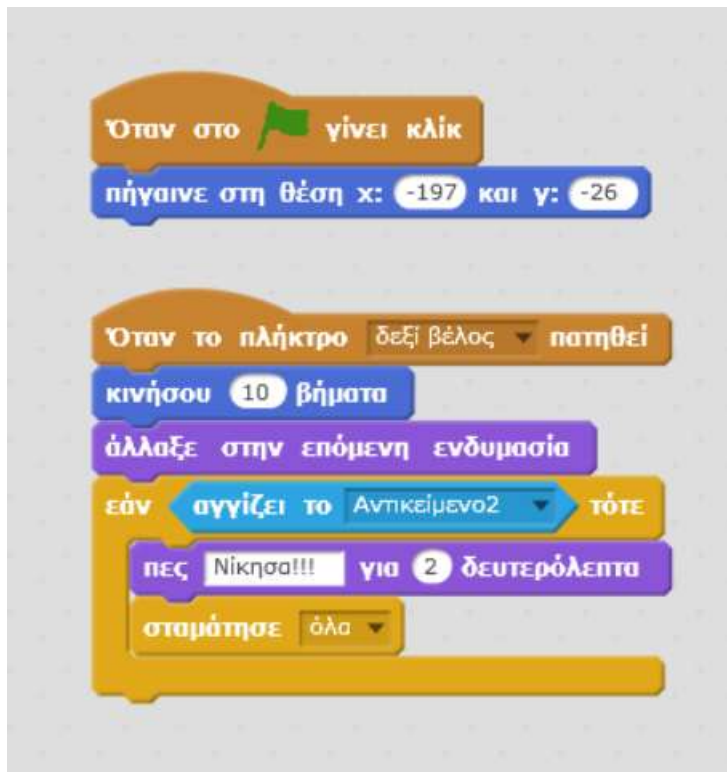 Όταν στο γίνει κλίκ
πήγαινε στη θέση x: -197 και y: -26
Όταν το πλήκτρο δεξί βέλος πατηθεί
κινήσου 10 βήματα
άλλαξε στην επόμενη ενδυμασία
εάν αγγίζει το Αντικείμενο2 τότε
πες Νίκησα!!! για 2 δευτερόλεπτα
σταμάτησε όλα